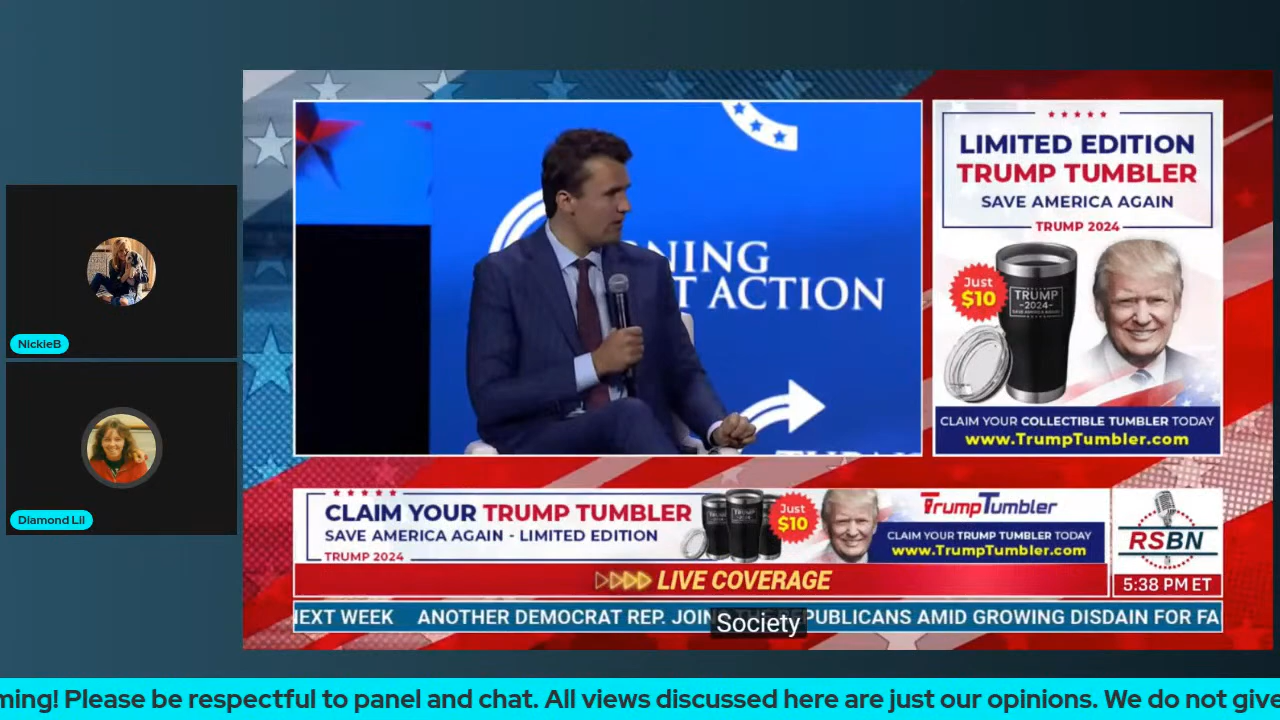 NickieB
Diamond Lil
NING
T ACTION
LIMITED EDITION
TRUMP TUMBLER
SAVE AMERICA AGAIN
TRUMP 2024
Just
$10
TRUMP
-2024-
CLAIM YOUR COLLECTIBLE TUMBLER TODAY
www.TrumpTumbler.com
CLAIM YOUR TRUMP TUMBLER
SAVE AMERICA AGAIN - LIMITED EDITION
TRUMP 2024
Just
$10
TrumpTumbler
CLAIM YOUR TRUMP TUMBLER TODAY
www.TrumpTumbler.com
LIVE COVERAGE
RSBN
5:38 PM ET
EXT WEEK ANOTHER DEMOCRAT REP. JOIN PUBLICANS AMID GROWING DISDAIN FOR FA
Society
ming! Please be respectful to panel and chat. All views discussed here are just our opinions. We do not give